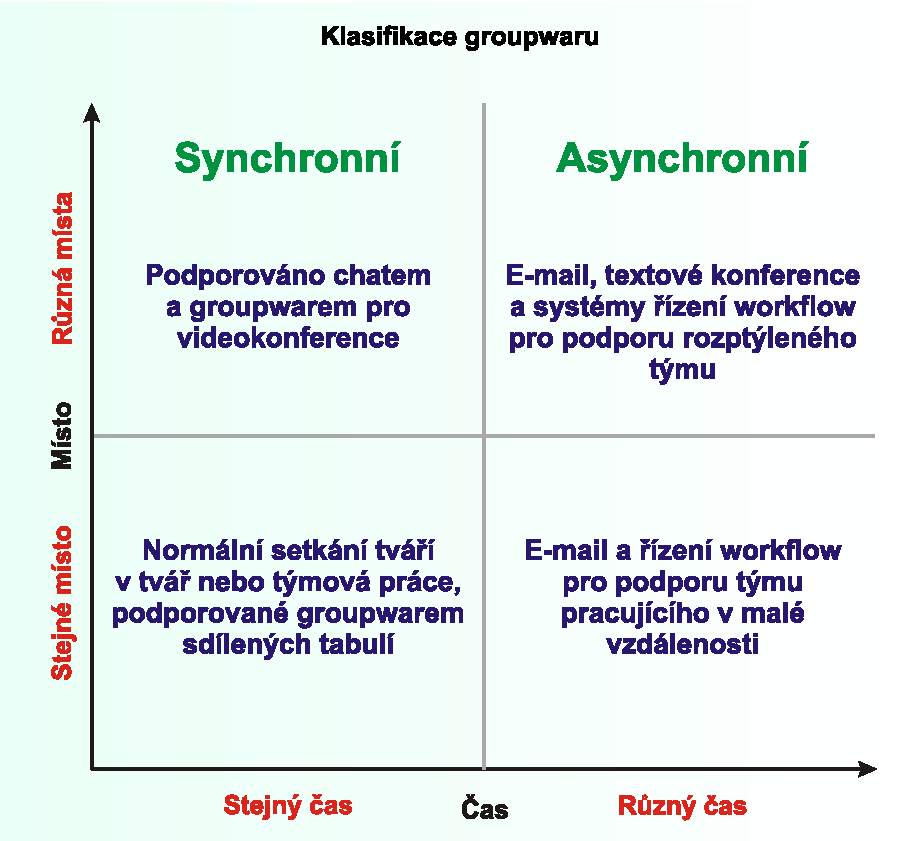 Klasifikace groupwaru
Synchronní
Asynchronní
Různá místa
Podporováno chatem
a groupwarem pro
videokonference
E-mail, textové konference
a systémy řízení workflow
pro podporu rozptýleného
týmu
Místo
Stejné místo
Normální setkání tváří
v tvář nebo týmová práce,
podporované groupwarem
sdílených tabulí
E-mail a řízení workflow
pro podporu týmu
pracujícího v malé
vzdálenosti
Stejný čas
Čas
Různý čas